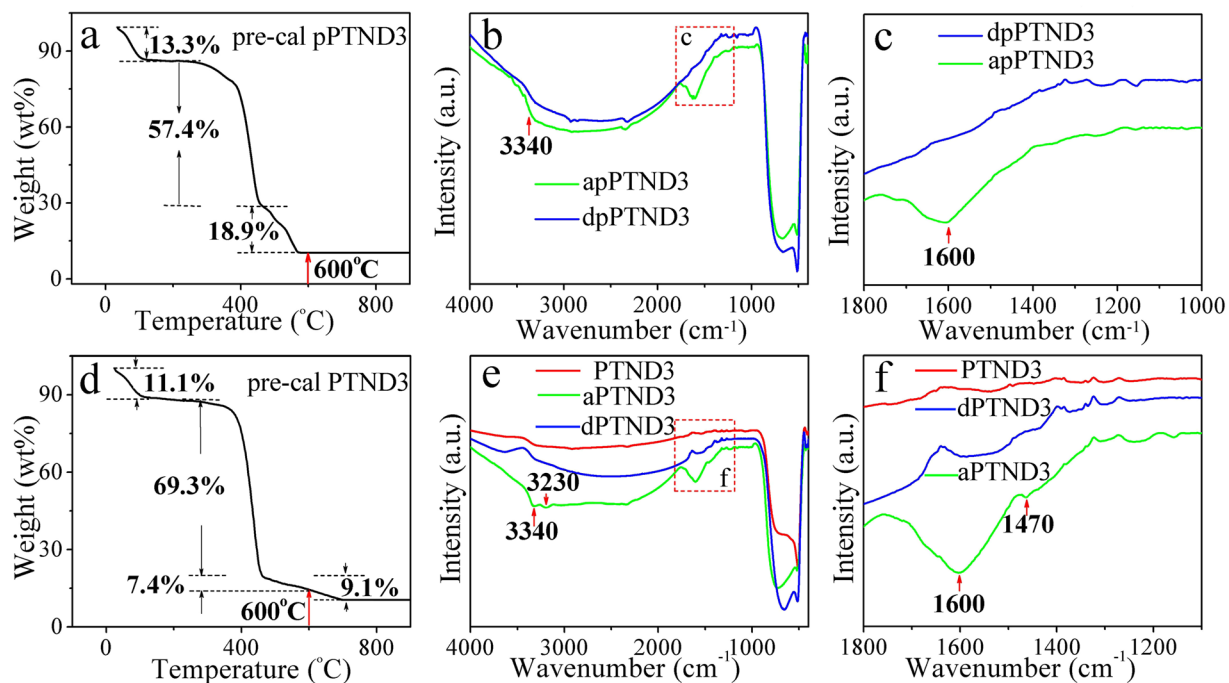 a
pre-cal pPTND3
13.3%
57.4%
18.9%
600°C
90
60
30
0
Weight (wt%)
0
400
800
Temperature (°C)
b
c
3340
apPTND3
dpPTND3
Intensity (a.u.)
4000
3000
2000
1000
Wavenumber (cm-1)
c
dpPTND3
apPTND3
1600
Intensity (a.u.)
1800
1600
1400
1200
1000
Wavenumber (cm-1)
d
pre-cal PTND3
11.1%
69.3%
7.4%
9.1%
600°C
90
60
30
0
Weight (wt%)
0
400
800
Temperature (°C)
e
PTND3
aPTND3
dPTND3
3230
3340
f
Intensity (a.u.)
4000
3000
2000
1000
Wavenumber (cm-1)
f
PTND3
dPTND3
aPTND3
1470
1600
Intensity (a.u.)
1800
1600
1400
1200
Wavenumber (cm-1)